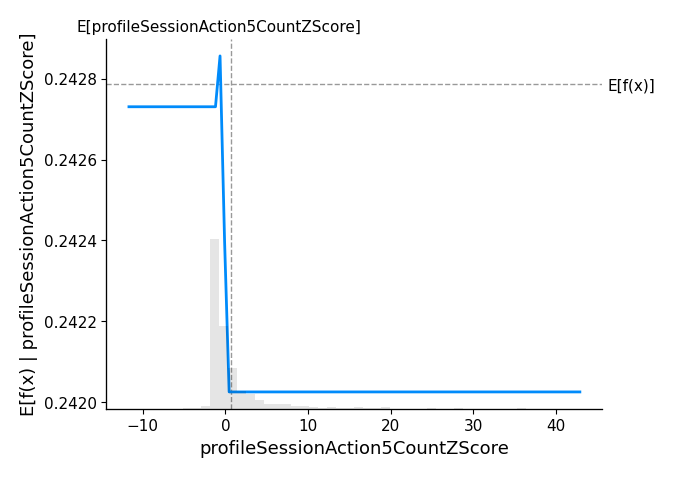 E[profileSessionAction5CountZScore]
E[f(x) | profileSessionAction5CountZScore]
0.2428
0.2426
0.2424
0.2422
0.2420
E[f(x)]
−10
0
10
20
30
40
profileSessionAction5CountZScore